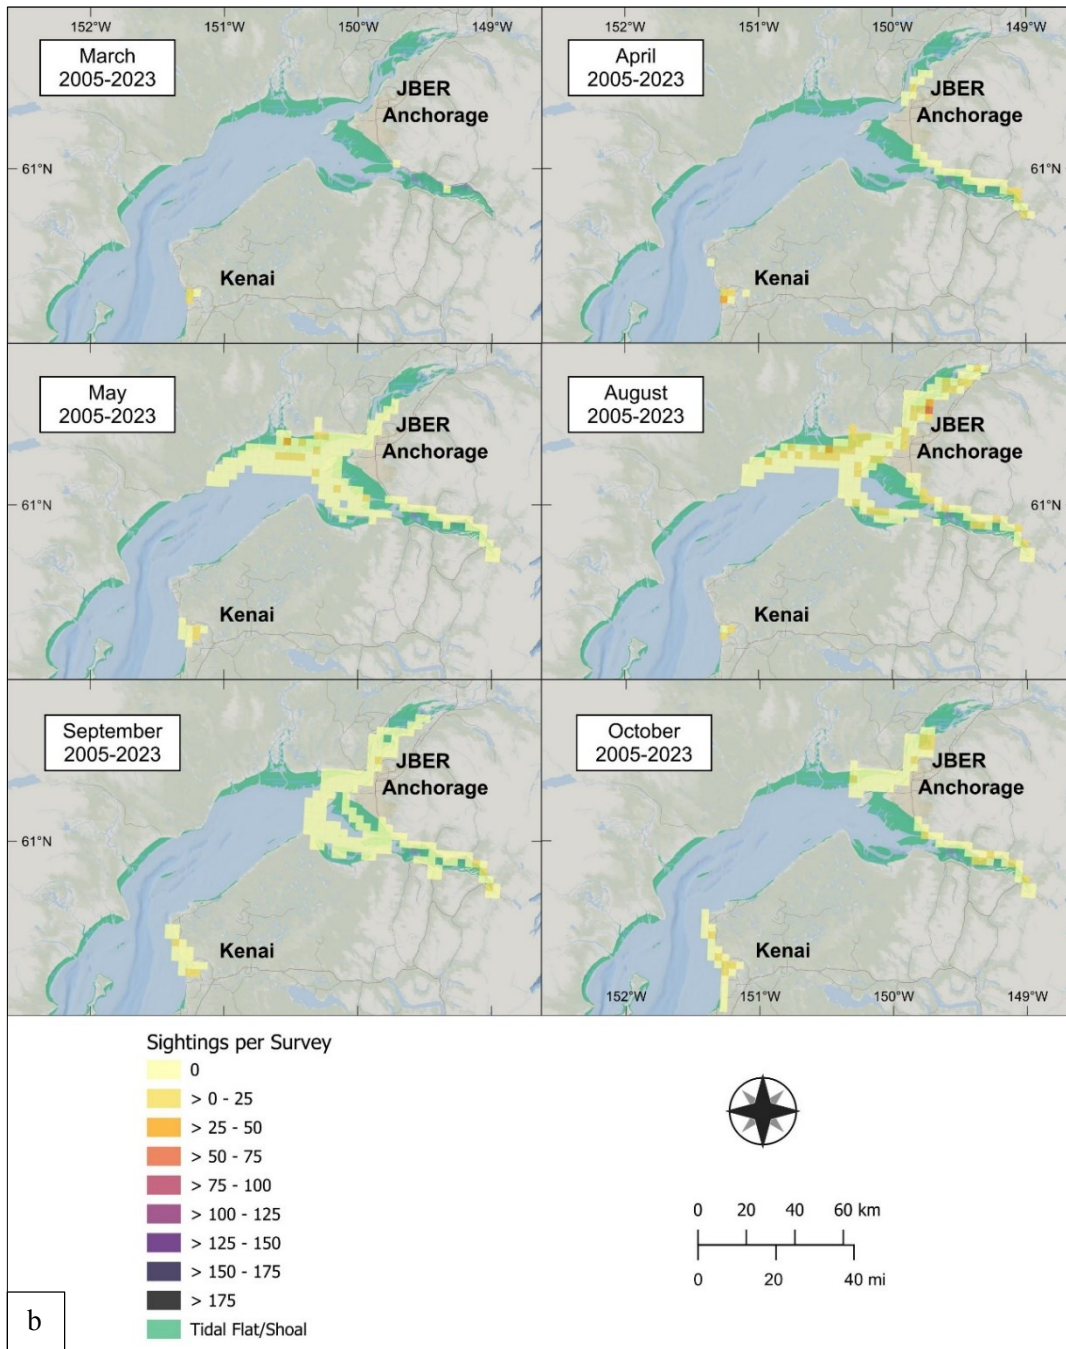 152°W 151°W 150°W 149°W
March
2005-2023
JBER
Anchorage
61°N
Kenai
152°W 151°W 150°W 149°W
April
2005-2023
JBER
Anchorage
61°N
Kenai
May
2005-2023
JBER
Anchorage
61°N
Kenai
August
2005-2023
JBER
Anchorage
61°N
Kenai
September
2005-2023
JBER
Anchorage
61°N
Kenai
October
2005-2023
JBER
Anchorage
61°N
Kenai
152°W 151°W 150°W 149°W
Sightings per Survey
0
> 0 - 25
> 25 - 50
> 50 - 75
> 75 - 100
> 100 - 125
> 125 - 150
> 150 - 175
> 175
Tidal Flat/Shoal
0 20 40 60 km
0 20 40 mi
b